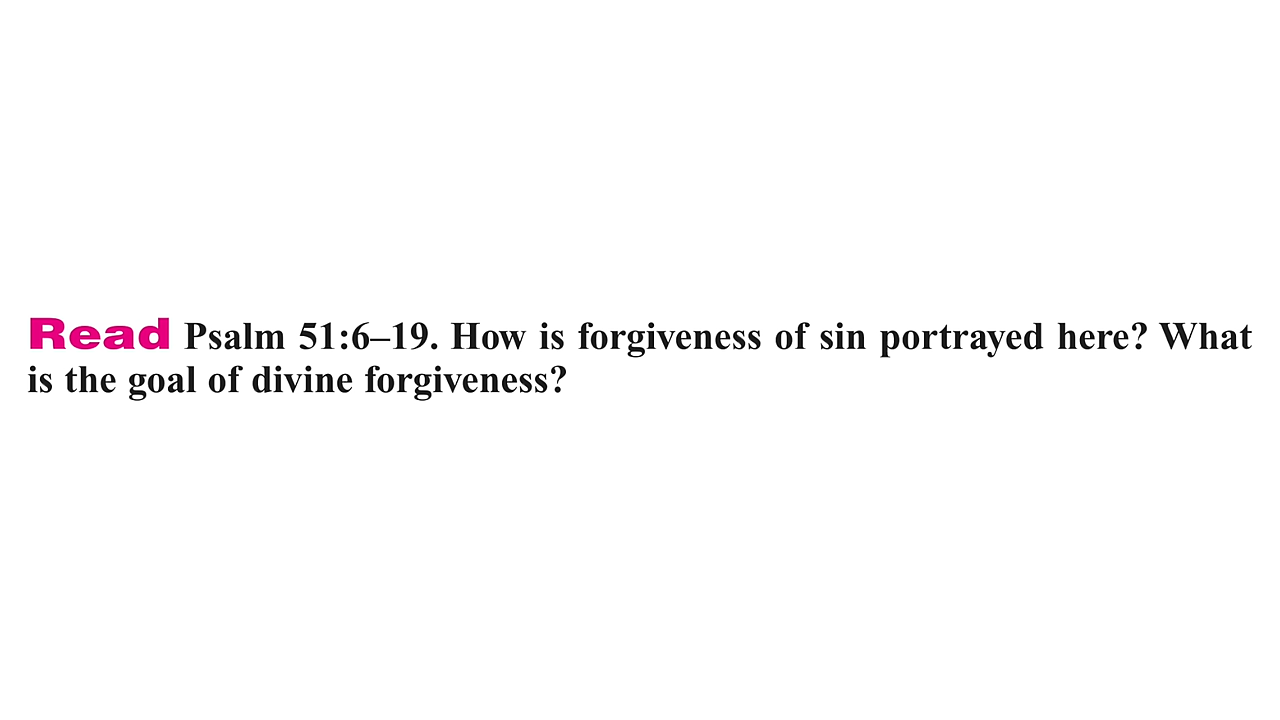 Read Psalm 51:6–19. How is forgiveness of sin portrayed here? What
is the goal of divine forgiveness?